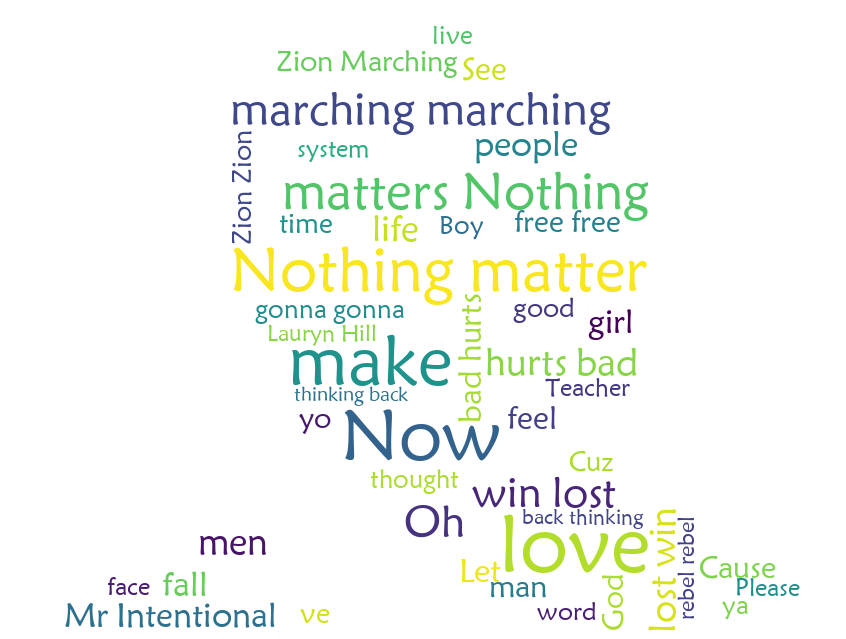 live
Zion Marching
See
marching marching
Zion Zion
system
people
matters Nothing
time
life
Boy
free free
Nothing matter
gonna gonna
good
girl
Lauryn Hill
bad hurts
make
hurts bad
thinking back
Teacher
yo
Now
feel
Cuz
thought
win lost
Oh
back thinking
love
lost win
rebel rebel
men
Let
Cause
face
fall
man
God
Please
Mr Intentional
ve
word
ya